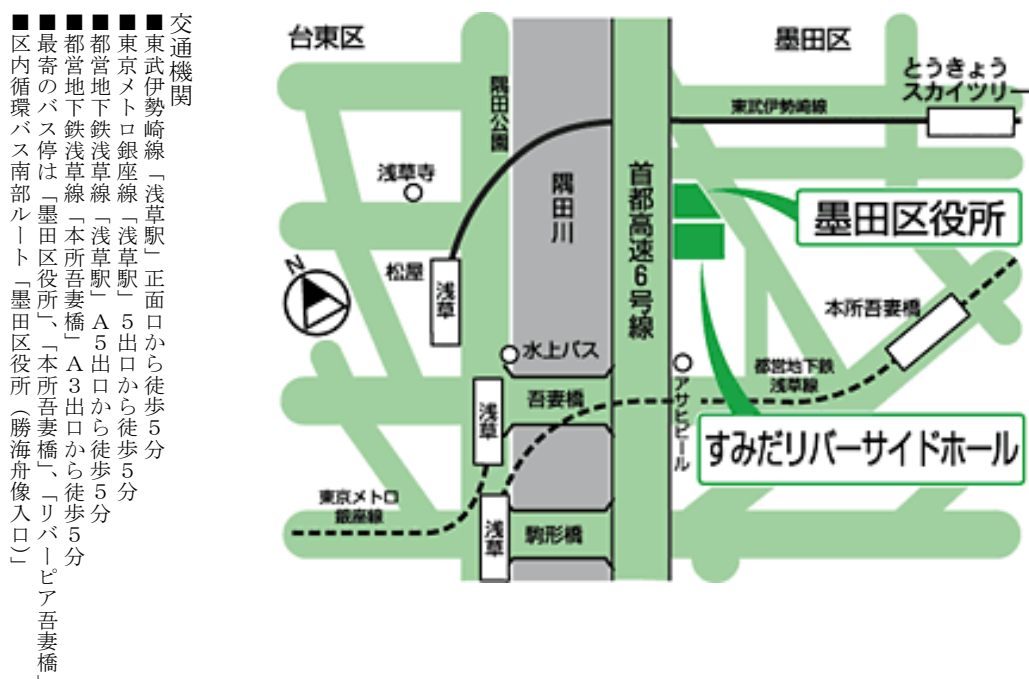 交通機関
■東武伊勢崎線「浅草駅」正面口から徒歩５分
■東京メトロ銀座線「浅草駅」５出口から徒歩５分
■都営地下鉄浅草線「浅草駅」Ａ５出口から徒歩５分
■都営地下鉄浅草線「本所吾妻橋」Ａ３出口から徒歩５分
■最寄のバス停は「墨田区役所」、「本所吾妻橋」、「リバーピア吾妻橋」
■区内循環バス南部ルート「墨田区役所（勝海舟像入口）」
台東区
墨田区
とうきょう
スカイツリー
東武伊勢崎線
隅田公園
浅草寺
隅田川
首都高速6号線
墨田区役所
N
松屋
浅草
本所吾妻橋
水上バス
都営地下鉄
浅草線
アサヒビール
吾妻橋
浅草
すみだリバーサイドホール
東京メトロ
銀座線
浅草
駒形橋